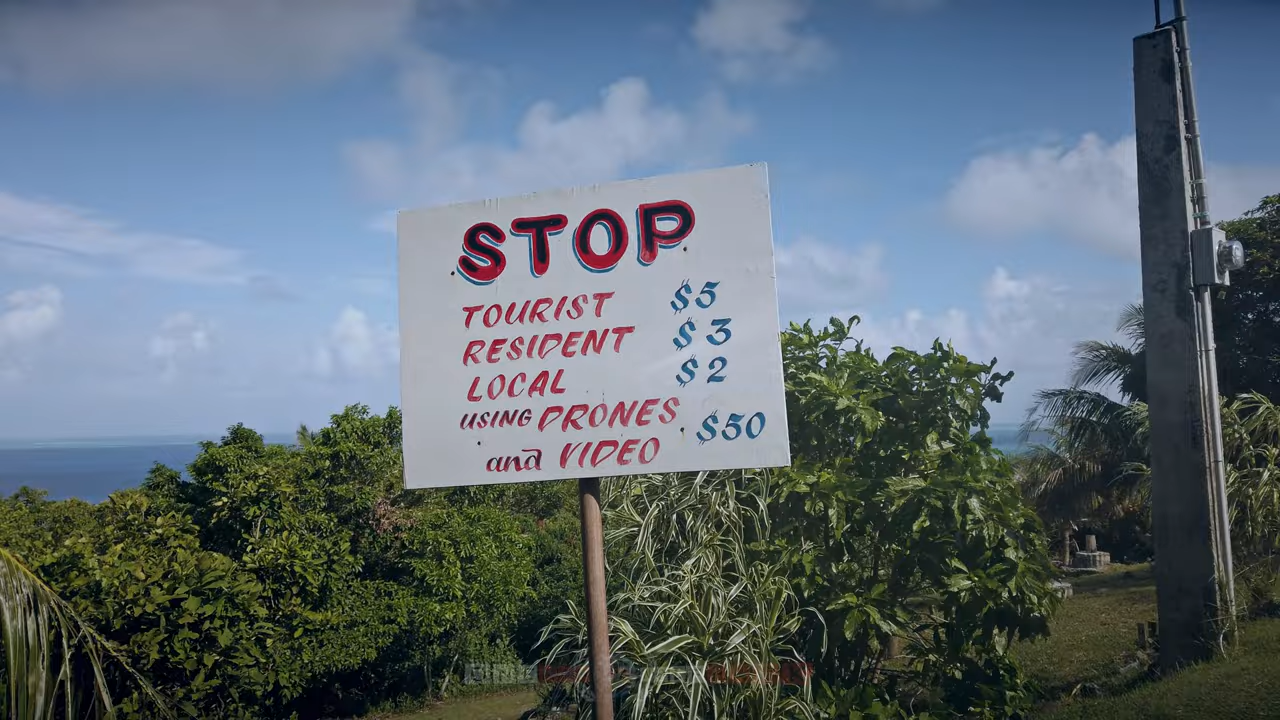 STOP
TOURIST $5
RESIDENT $3
LOCAL $2
USING DRONES
and VIDEO $50